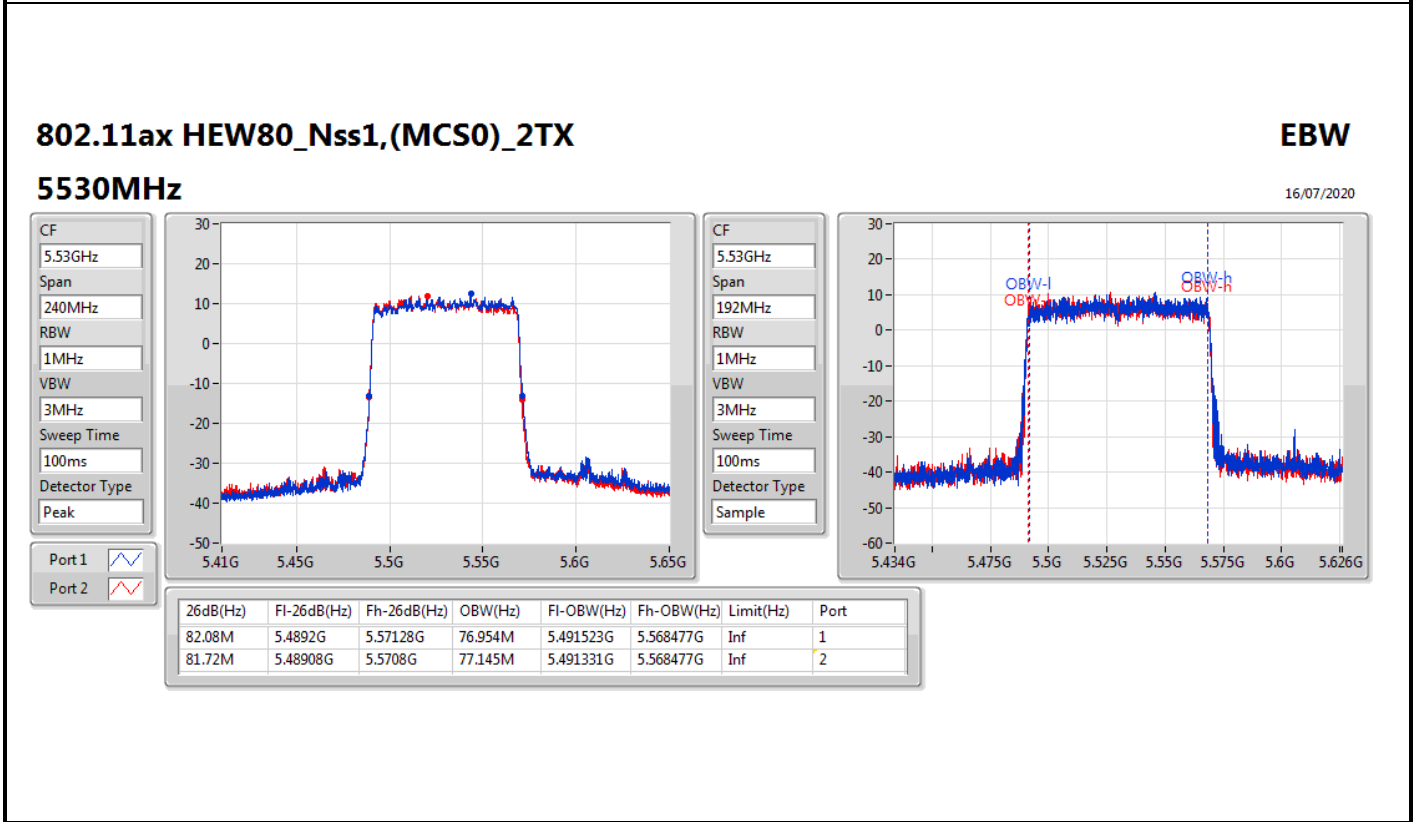 802.11ax HEW80_Nss1,(MCS0)_2TX
EBW
5530MHz
16/07/2020
CF
5.53GHz
Span
240MHz
RBW
1MHz
VBW
3MHz
Sweep Time
100ms
Detector Type
Peak
Port 1
Port 2
30
20
10
0
-10
-20
-30
-40
-50
5.41G 5.45G 5.5G 5.55G 5.6G 5.65G
CF
5.53GHz
Span
192MHz
RBW
1MHz
VBW
3MHz
Sweep Time
100ms
Detector Type
Sample
30
20
10
0
-10
-20
-30
-40
-50
-60
OBW-l
OBW-h
OBW-h
5.434G 5.475G 5.5G 5.525G 5.55G 5.575G 5.6G 5.626G
26dB(Hz) Fl-26dB(Hz) Fh-26dB(Hz) OBW(Hz) Fl-OBW(Hz) Fh-OBW(Hz) Limit(Hz) Port
82.08M 5.4892G 5.57128G 76.954M 5.491523G 5.568477G Inf 1
81.72M 5.48908G 5.5708G 77.145M 5.491331G 5.568477G Inf 2